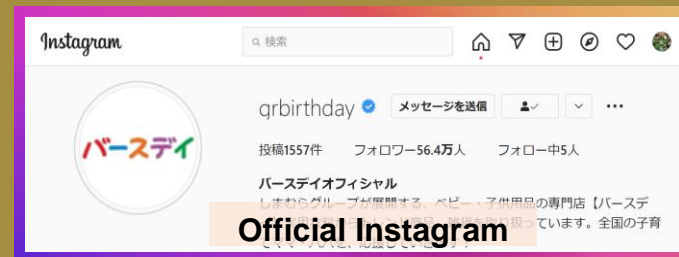 Instagram
検索
バースデイ
grbirthday
メッセージを送信
投稿1557件 フォロワー56.4万人 フォロー中5人
バースデイオフィシャル
しまむらグループが展開する、ベビー・子供用品の専門店【バースデ
っています。全国の子育
Official Instagram